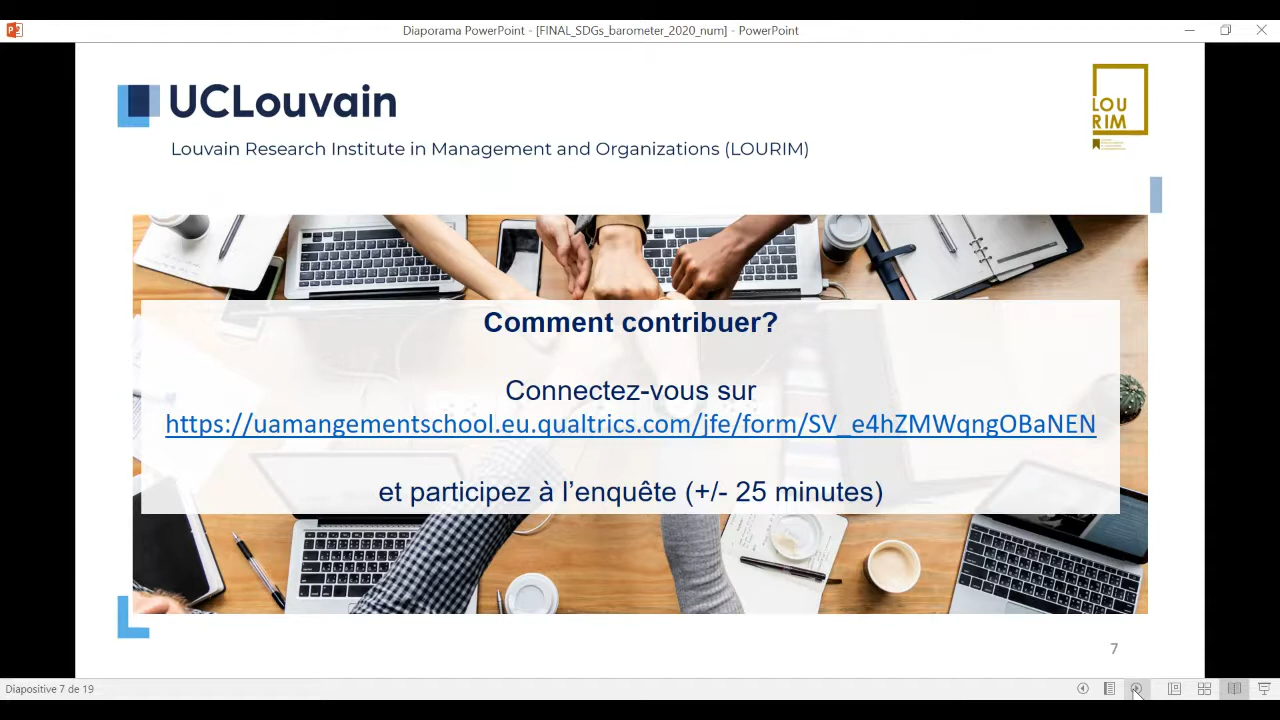 Diaporama PowerPoint - [FINAL_SDGs_barometer_2020_num] - PowerPoint
UCLouvain
LOU
RIM
Louvain Research Institute in Management and Organizations (LOURIM)
Comment contribuer?
Connectez-vous sur
https://uamangementschool.eu.qualtrics.com/jfe/form/SV_e4hZMWqngOBaNEN
et participez à l’enquête (+/- 25 minutes)
7
Diapositive 7 de 19